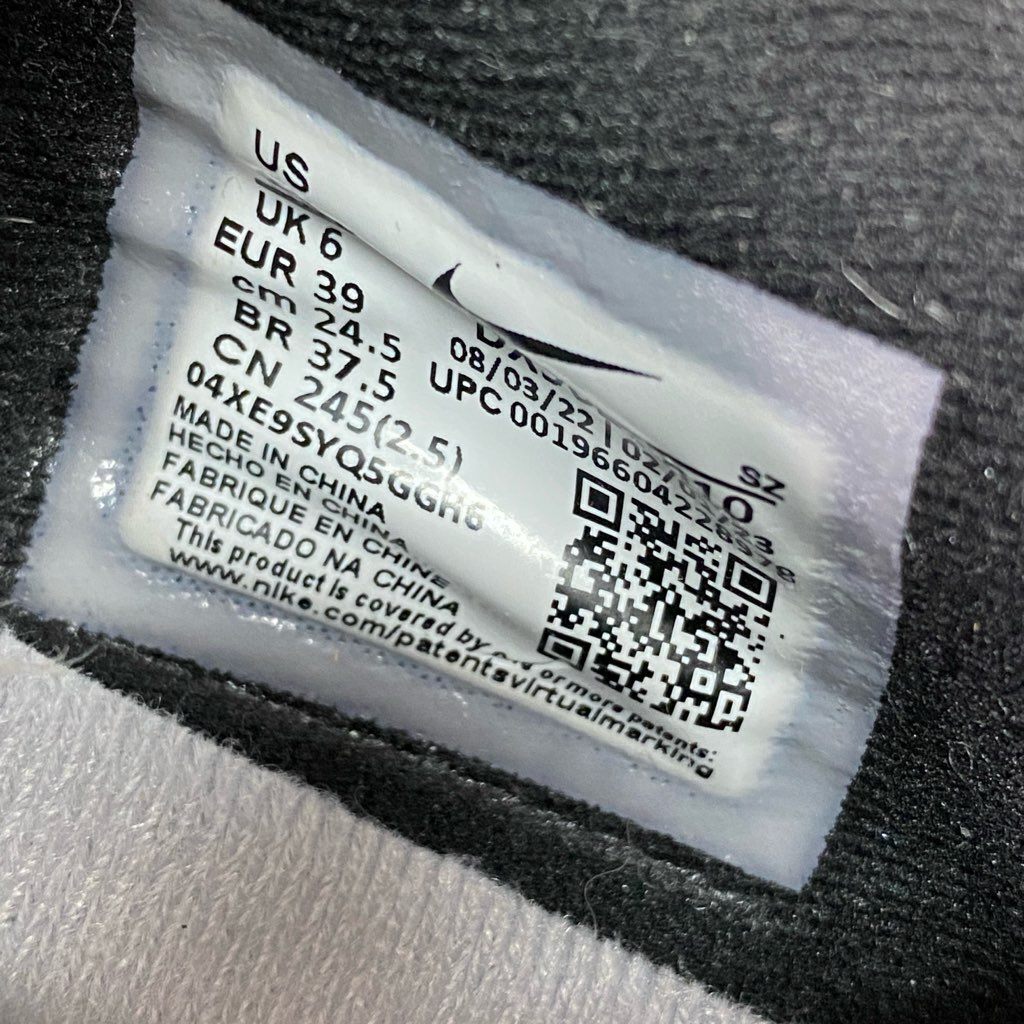 US
UK 6
EUR 39
cm 24.5
BR 37.5
CN 245(2.5)
04XE9SYQ5GGH6
MADE IN CHINA
HECHO EN CHINA
FABRIQUE EN CHINE
FABRICADO NA CHINA
This product is covered by one or more patents:
www.nike.com/patentsvirtualmarking
08/03/22
UPC
SZ